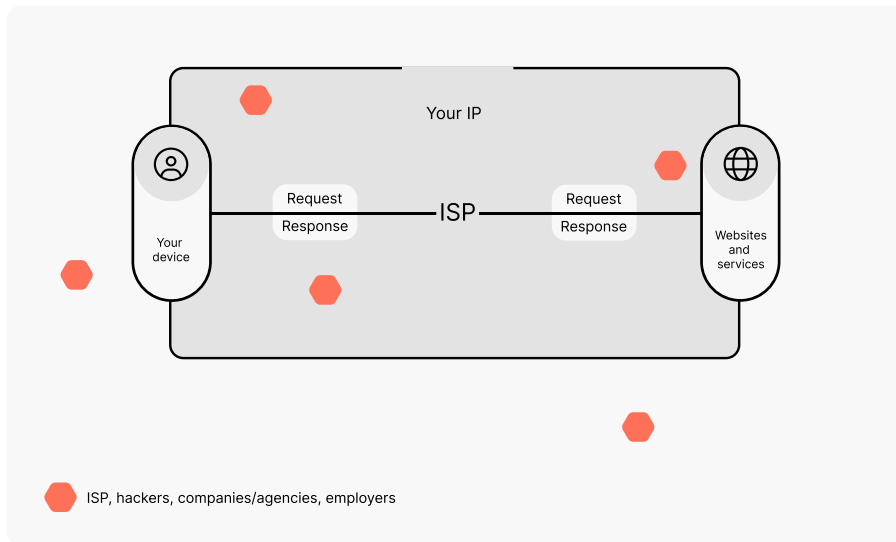 Your IP
Request
Response
ISP
Request
Response
Your
device
Websites
and
services
ISP, hackers, companies/agencies, employers